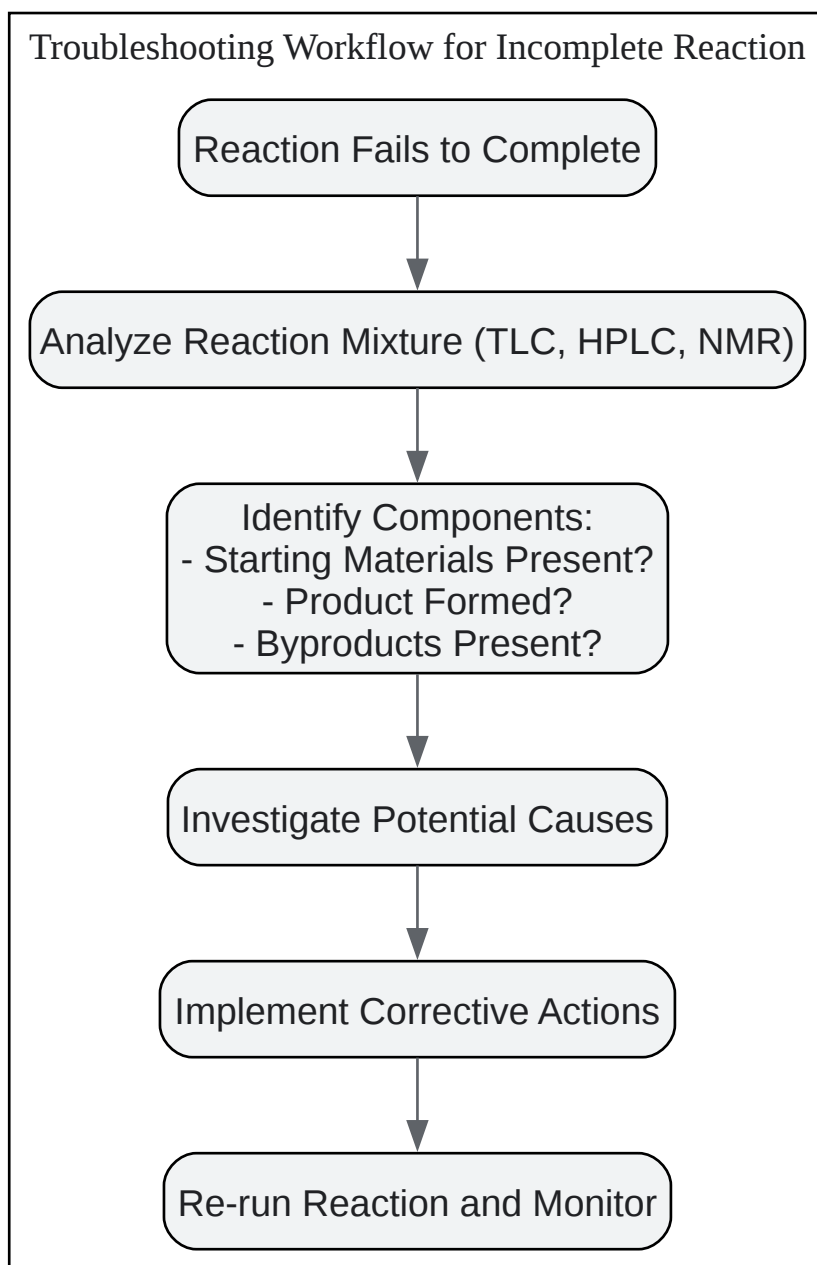 Troubleshooting Workflow for Incomplete Reaction
Reaction Fails to Complete
Analyze Reaction Mixture (TLC, HPLC, NMR)
Identify Components:
- Starting Materials Present?
- Product Formed?
- Byproducts Present?
Investigate Potential Causes
Implement Corrective Actions
Re-run Reaction and Monitor